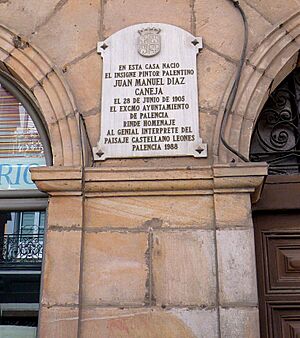 EN ESTA CASA NACIO
EL INSIGNE PINTOR PALENTINO
JUAN MANUEL DIAZ
CANEJA
EL 28 DE JUNIO DE 1905
EL EXCMO AYUNTAMIENTO
DE PALENCIA
RINDE HOMENAJE
AL GENIAL INTERPRETE DEL
PAISAJE CASTELLANO LEONES
PALENCIA 1988